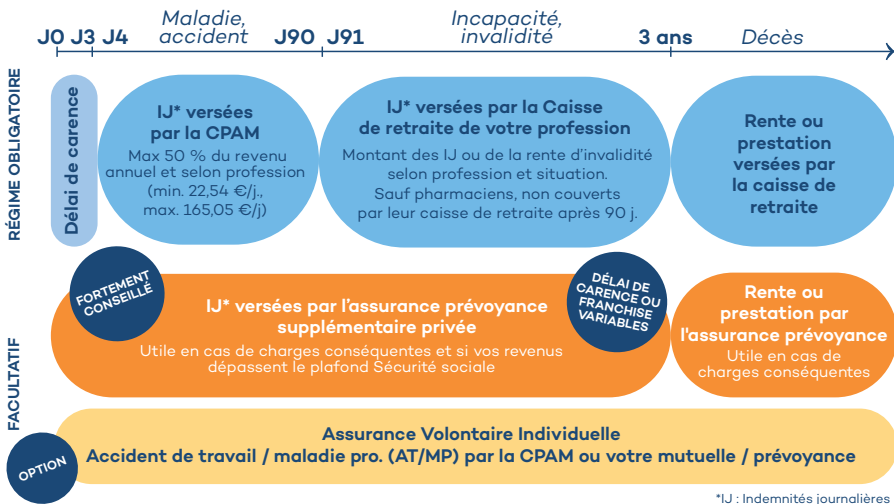 Maladie,
accident
Incapacité,
invalidité
J0 J3 J4 J90 J91 3 ans Décès
RÉGIME OBLIGATOIRE
Délai de carence
IJ* versées
par la CPAM
Max 50 % du revenu
annuel et selon profession
(min. 22,54 €/j.,
max. 165,05 €/j)
IJ* versées par la Caisse
de retraite de votre profession
Montant des IJ ou de la rente d'invalidité
selon profession et situation.
Sauf pharmaciens, non couverts
par leur caisse de retraite après 90 j.
Rente ou
prestation
versées par
la caisse de
retraite
FACULTATIF
FORTEMENT
CONSEILLÉ
IJ* versées par l'assurance prévoyance
supplémentaire privée
Utile en cas de charges conséquentes et si vos revenus
dépassent le plafond Sécurité sociale
DÉLAI DE
CARENCE OU
FRANCHISE
VARIABLES
Rente ou
prestation par
l'assurance prévoyance
Utile en cas de
charges conséquentes
OPTION
Assurance Volontaire Individuelle
Accident de travail / maladie pro. (AT/MP) par la CPAM ou votre mutuelle / prévoyance
*IJ : Indemnités journalières